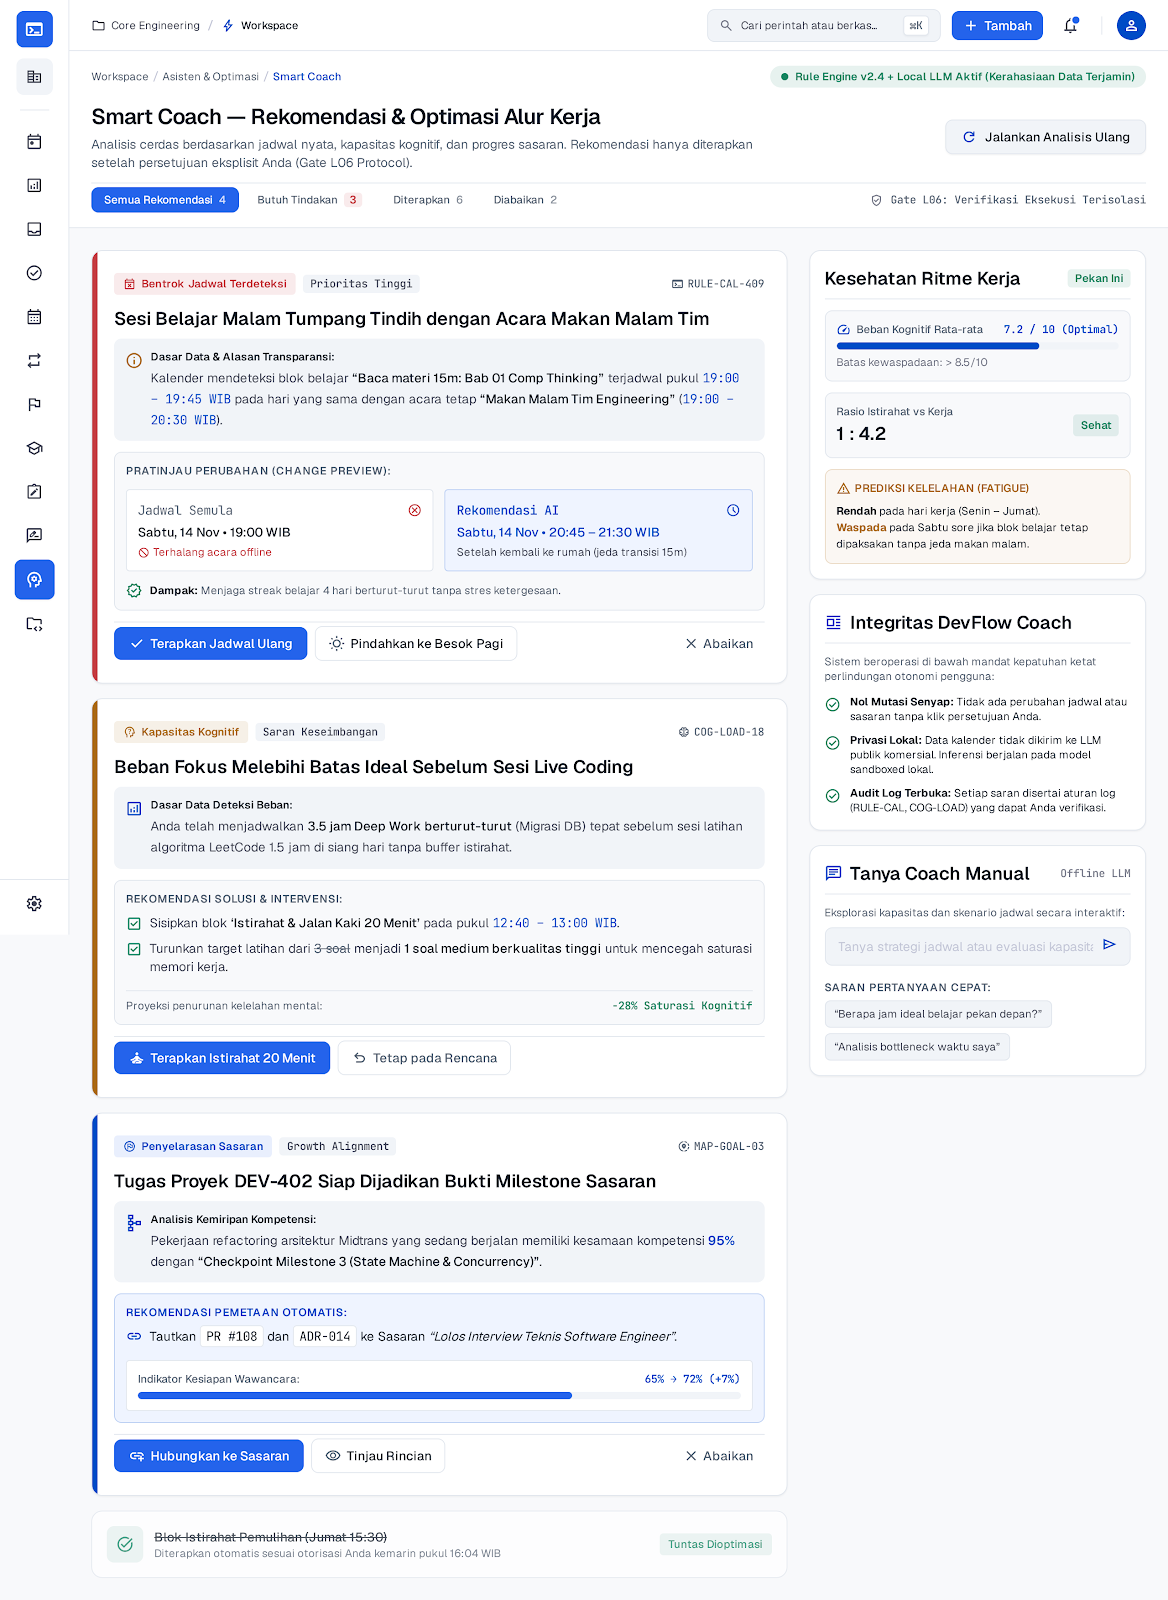 Core Engineering / Workspace
Cari perintah atau berkas... ⌘K
Tambah
Workspace / Asisten & Optimasi / Smart Coach
Rule Engine v2.4 + Local LLM Aktif (Kerahasiaan Data Terjamin)
Smart Coach — Rekomendasi & Optimasi Alur Kerja
Analisis cerdas berdasarkan jadwal nyata, kapasitas kognitif, dan progres sasaran. Rekomendasi hanya diterapkan
setelah persetujuan eksplisit Anda (Gate L06 Protocol).
Jalankan Analisis Ulang
Semua Rekomendasi 4
Butuh Tindakan 3
Diterapkan 6
Diabaikan 2
Gate L06: Verifikasi Eksekusi Terisolasi
Bentrok Jadwal Terdeteksi
Prioritas Tinggi
RULE-CAL-409
Sesi Belajar Malam Tumpang Tindih dengan Acara Makan Malam Tim
Dasar Data & Alasan Transparansi:
Kalender mendeteksi blok belajar “Baca materi 15m: Bab 01 Comp Thinking” terjadwal pukul 19:00
– 19:45 WIB pada hari yang sama dengan acara tetap “Makan Malam Tim Engineering” (19:00 –
20:30 WIB).
PRATINJAU PERUBAHAN (CHANGE PREVIEW):
Jadwal Semula
Sabtu, 14 Nov • 19:00 WIB
Terhalang acara offline
Rekomendasi AI
Sabtu, 14 Nov • 20:45 – 21:30 WIB
Setelah kembali ke rumah (jeda transisi 15m)
Dampak: Menjaga streak belajar 4 hari berturut-turut tanpa stres ketergesaan.
Terapkan Jadwal Ulang
Pindahkan ke Besok Pagi
Abaikan
Kapasitas Kognitif
Saran Keseimbangan
COG-LOAD-18
Beban Fokus Melebihi Batas Ideal Sebelum Sesi Live Coding
Dasar Data Deteksi Beban:
Anda telah menjadwalkan 3.5 jam Deep Work berturut-turut (Migrasi DB) tepat sebelum sesi latihan
algoritma LeetCode 1.5 jam di siang hari tanpa buffer istirahat.
REKOMENDASI SOLUSI & INTERVENSI:
Sisipkan blok ‘Istirahat & Jalan Kaki 20 Menit’ pada pukul 12:40 – 13:00 WIB.
Turunkan target latihan dari 3 soal menjadi 1 soal medium berkualitas tinggi untuk mencegah saturasi
memori kerja.
Proyeksi penurunan kelelahan mental:
-28% Saturasi Kognitif
Terapkan Istirahat 20 Menit
Tetap pada Rencana
Penyelarasan Sasaran
Growth Alignment
MAP-GOAL-03
Tugas Proyek DEV-402 Siap Dijadikan Bukti Milestone Sasaran
Analisis Kemiripan Kompetensi:
Pekerjaan refactoring arsitektur Midtrans yang sedang berjalan memiliki kesamaan kompetensi 95%
dengan “Checkpoint Milestone 3 (State Machine & Concurrency)”.
REKOMENDASI PEMETAAN OTOMATIS:
Tautkan PR #108 dan ADR-014 ke Sasaran “Lolos Interview Teknis Software Engineer”.
Indikator Kesiapan Wawancara:
65% → 72% (+7%)
Hubungkan ke Sasaran
Tinjau Rincian
Abaikan
Blok Istirahat Pemulihan (Jumat 15:30)
Diterapkan otomatis sesuai otorisasi Anda kemarin pukul 16:04 WIB
Tuntas Dioptimasi
Kesehatan Ritme Kerja
Pekan Ini
Beban Kognitif Rata-rata
7.2 / 10 (Optimal)
Batas kewaspadaan: > 8.5/10
Rasio Istirahat vs Kerja
1 : 4.2
Sehat
PREDIKSI KELELAHAN (FATIGUE)
Rendah pada hari kerja (Senin – Jumat).
Waspada pada Sabtu sore jika blok belajar tetap
dipaksakan tanpa jeda makan malam.
Integritas DevFlow Coach
Sistem beroperasi di bawah mandat kepatuhan ketat
perlindungan otonomi pengguna:
Nol Mutasi Senyap: Tidak ada perubahan jadwal atau
sasaran tanpa klik persetujuan Anda.
Privasi Lokal: Data kalender tidak dikirim ke LLM
publik komersial. Inferensi berjalan pada model
sandboxed lokal.
Audit Log Terbuka: Setiap saran disertai aturan log
(RULE-CAL, COG-LOAD) yang dapat Anda verifikasi.
Tanya Coach Manual
Offline LLM
Eksplorasi kapasitas dan skenario jadwal secara interaktif:
Tanya strategi jadwal atau evaluasi kapasita
SARAN PERTANYAAN CEPAT:
“Berapa jam ideal belajar pekan depan?”
“Analisis bottleneck waktu saya”